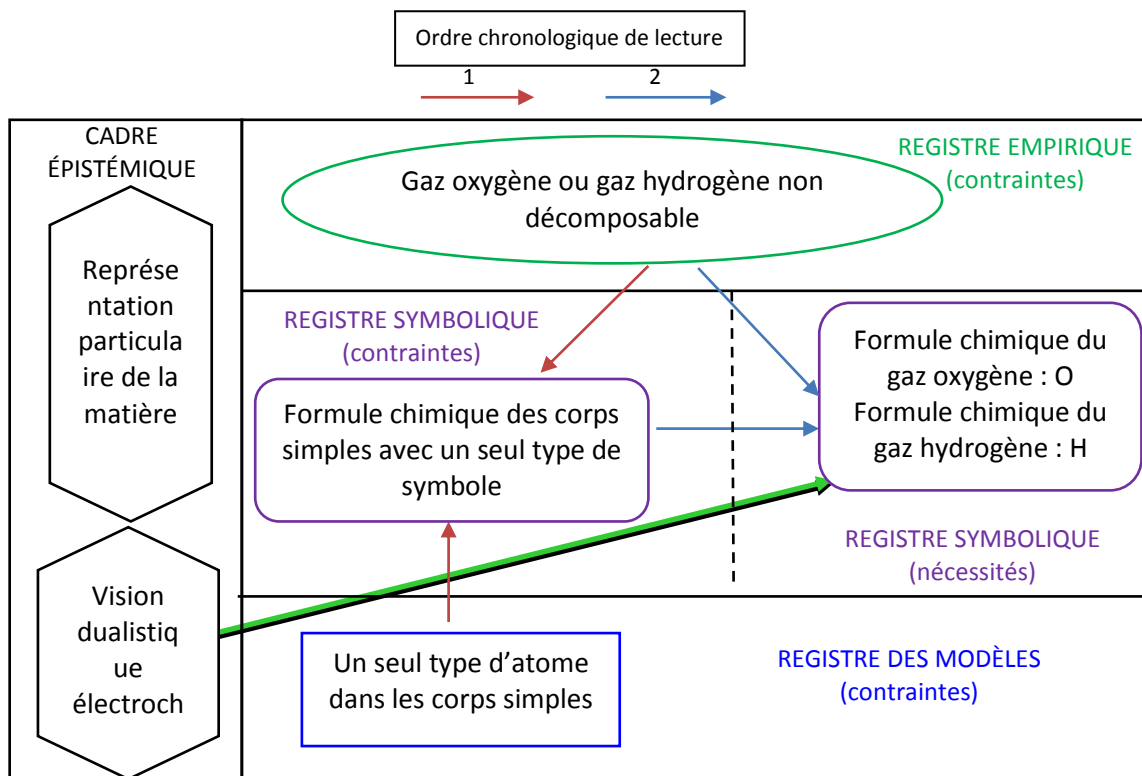 Ordre chronologique de lecture
1
2
CADRE
ÉPISTÉMIQUE
Représe
ntation
particula
ire de la
matière
Vision
dualistiq
ue
électroch
REGISTRE EMPIRIQUE
(contraintes)
Gaz oxygène ou gaz hydrogène non
décomposable
REGISTRE SYMBOLIQUE
(contraintes)
Formule chimique des corps
simples avec un seul type de
symbole
Formule chimique du
gaz oxygène : O
Formule chimique du
gaz hydrogène : H
REGISTRE SYMBOLIQUE
(nécessités)
Un seul type d’atome
dans les corps simples
REGISTRE DES MODÈLES
(contraintes)